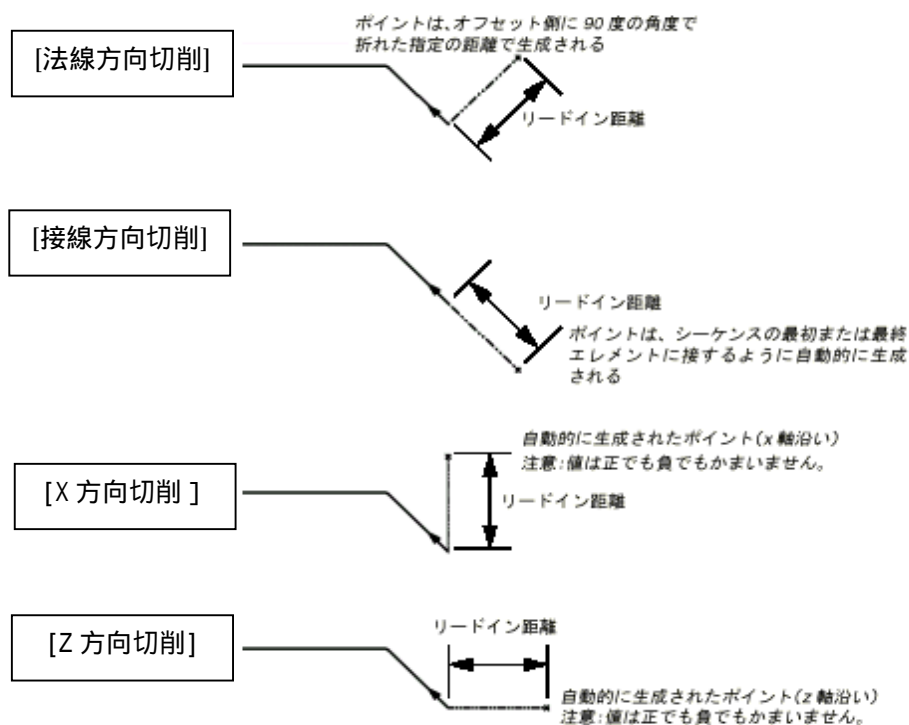 ポイントは、オフセット側に 90 度の角度で
折れた指定の距離で生成される
[法線方向切削]
リードイン距離
[接線方向切削]
リードイン距離
ポイントは、シーケンスの最初または最終
エレメントに接するように自動的に生成
される
自動的に生成されたポイント(x 軸沿い)
注意:値は正でも負でもかまいません。
[X 方向切削 ]
リードイン距離
リードイン距離
[Z 方向切削]
自動的に生成されたポイント(z 軸沿い)
注意:値は正でも負でもかまいません。